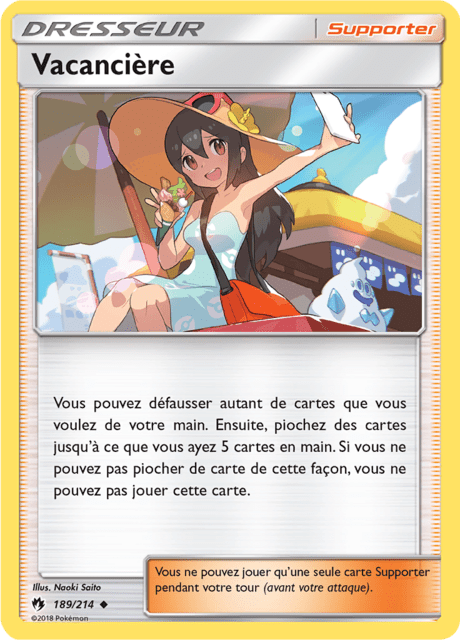 DRESSEUR
Supporter
Vacancière
Vous pouvez défausser autant de cartes que vous
voulez de votre main. Ensuite, piochez des cartes
jusqu'à ce que vous ayez 5 cartes en main. Si vous ne
pouvez pas piocher de carte de cette façon, vous ne
pouvez pas jouer cette carte.
Vous ne pouvez jouer qu'une seule carte Supporter
pendant votre tour (avant votre attaque).
Illus. Naoki Saito
189/214
©2018 Pokémon